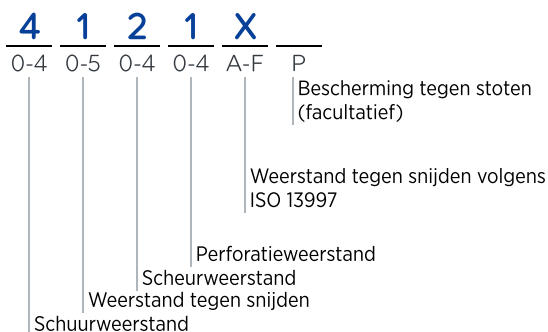 4 1 2 1 X
0-4 0-5 0-4 0-4 A-F P
Bescherming tegen stoten
(facultatief)
Weerstand tegen snijden volgens
ISO 13997
Perforatieweerstand
Scheurweerstand
Weerstand tegen snijden
Schuurweerstand